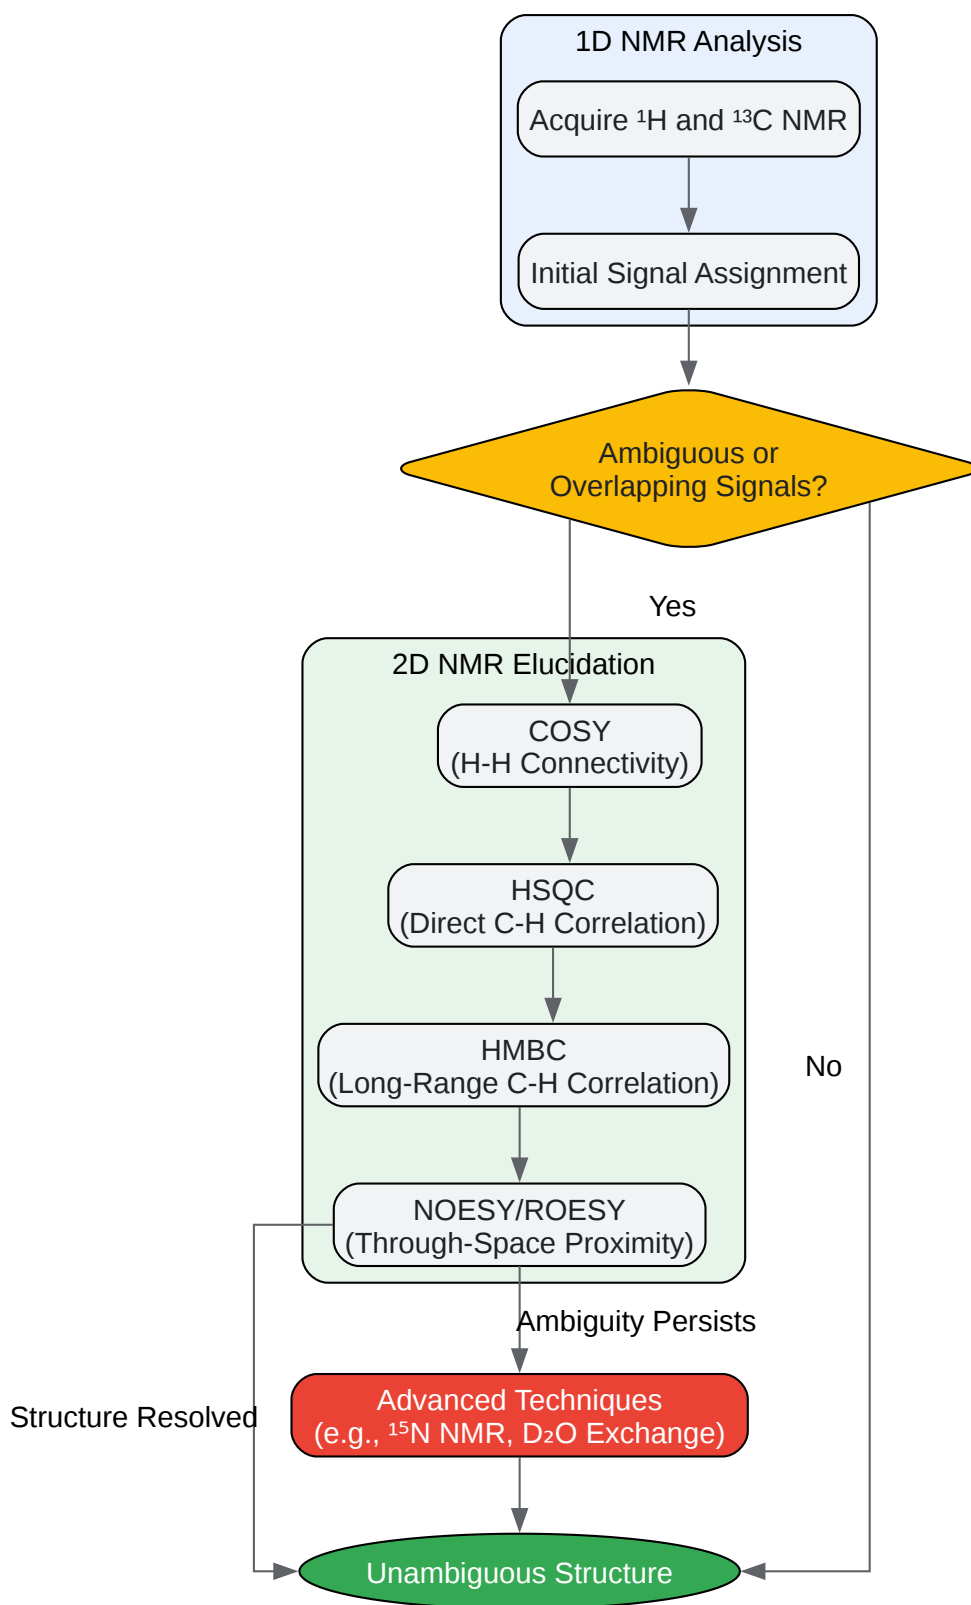 1D NMR Analysis
Acquire ¹H and ¹³C NMR
Initial Signal Assignment
Ambiguous or
Overlapping Signals?
Yes
2D NMR Elucidation
COSY
(H-H Connectivity)
HSQC
(Direct C-H Correlation)
HMBC
(Long-Range C-H Correlation)
No
NOESY/ROESY
(Through-Space Proximity)
Ambiguity Persists
Structure Resolved
Advanced Techniques
(e.g., ¹⁵N NMR, D₂O Exchange)
Unambiguous Structure